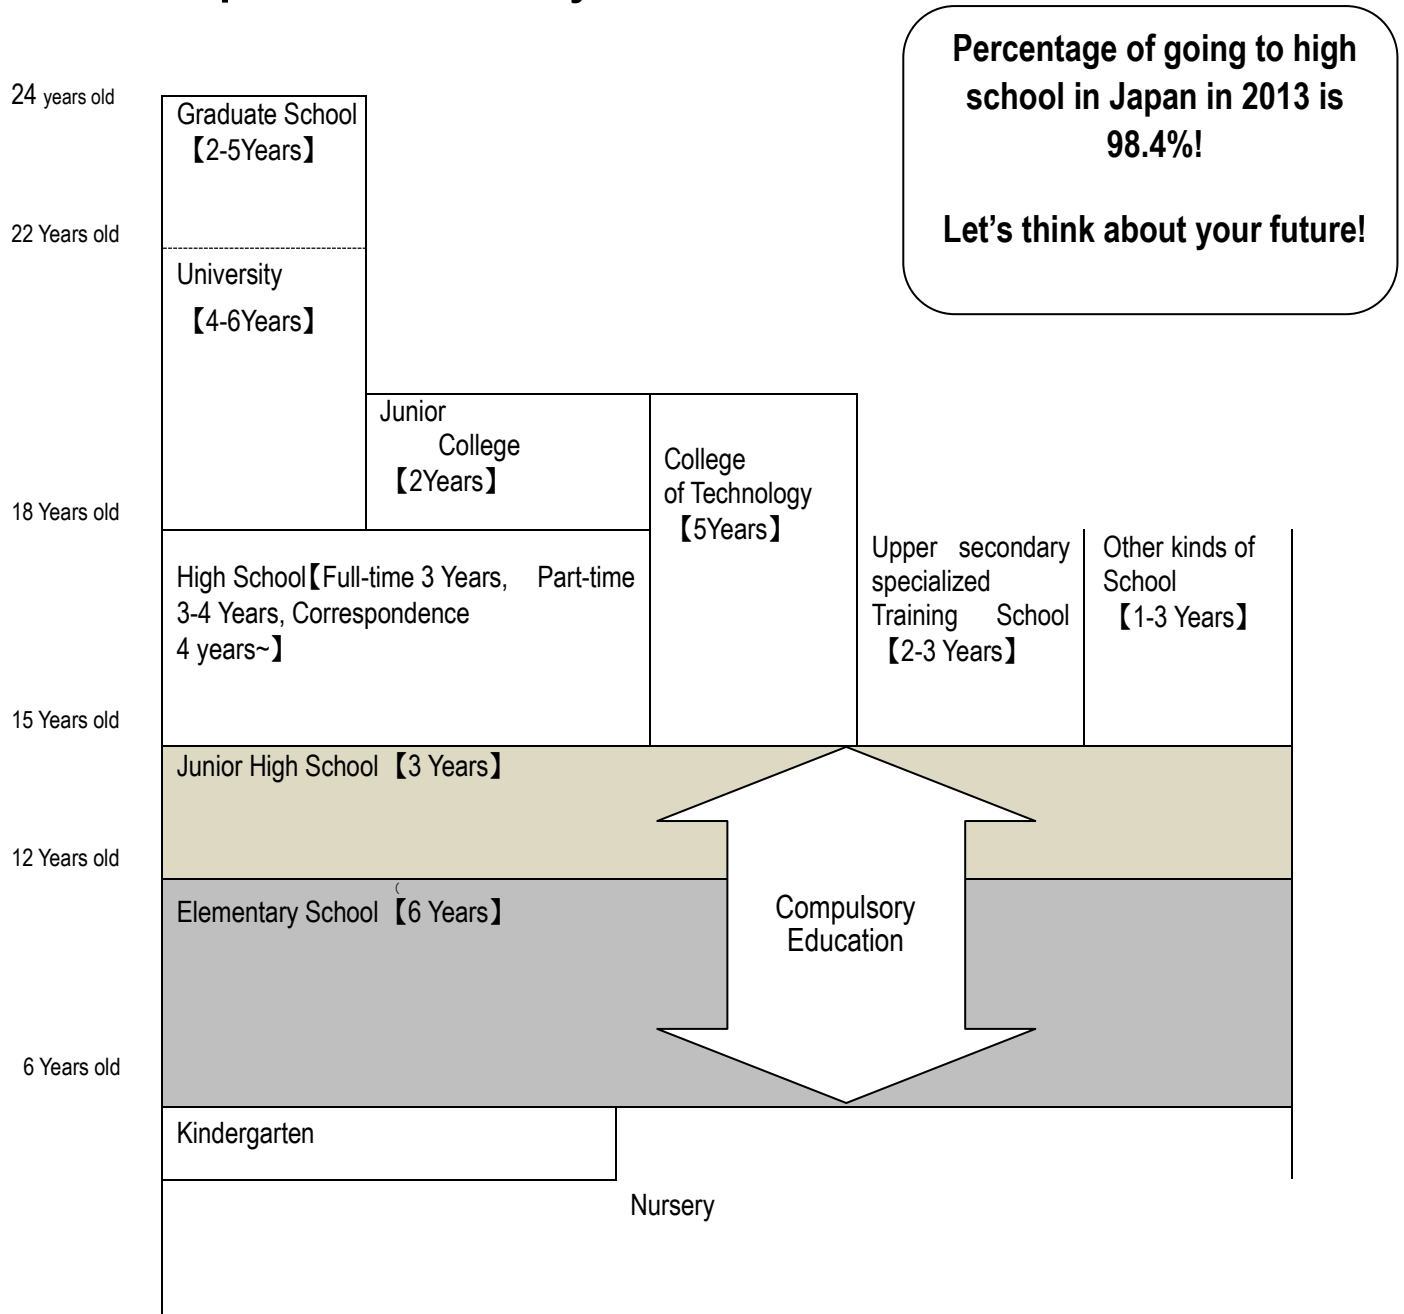 Percentage of going to high
school in Japan in 2013 is
98.4%!
Let’s think about your future!
24 years old
Graduate School
【2-5Years】
22 Years old
University
【4-6Years】
Junior
College
【2Years】
College
of Technology
【5Years】
18 Years old
High School【Full-time 3 Years, Part-time
3-4 Years, Correspondence
4 years~】
Upper secondary
specialized
Training School
【2-3 Years】
Other kinds of
School
【1-3 Years】
15 Years old
Junior High School 【3 Years】
12 Years old
Elementary School 【6 Years】
Compulsory
Education
6 Years old
Kindergarten
Nursery